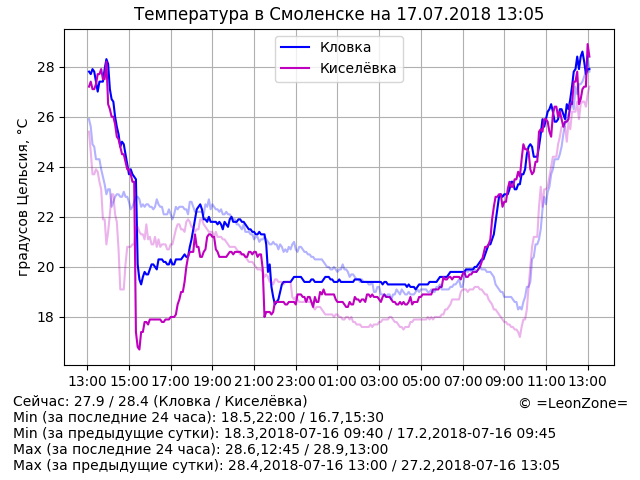 Температура в Смоленске на 17.07.2018 13:05
Кловка
Киселёвка
градусов Цельсия, °C
28
26
24
22
20
18
13:00 15:00 17:00 19:00 21:00 23:00 01:00 03:00 05:00 07:00 09:00 11:00 13:00
Сейчас: 27.9 / 28.4 (Кловка / Киселёвка)
© =LeonZone=
Min (за последние 24 часа): 18.5,22:00 / 16.7,15:30
Min (за предыдущие сутки): 18.3,2018-07-16 09:40 / 17.2,2018-07-16 09:45
Max (за последние 24 часа): 28.6,12:45 / 28.9,13:00
Max (за предыдущие сутки): 28.4,2018-07-16 13:00 / 27.2,2018-07-16 13:05